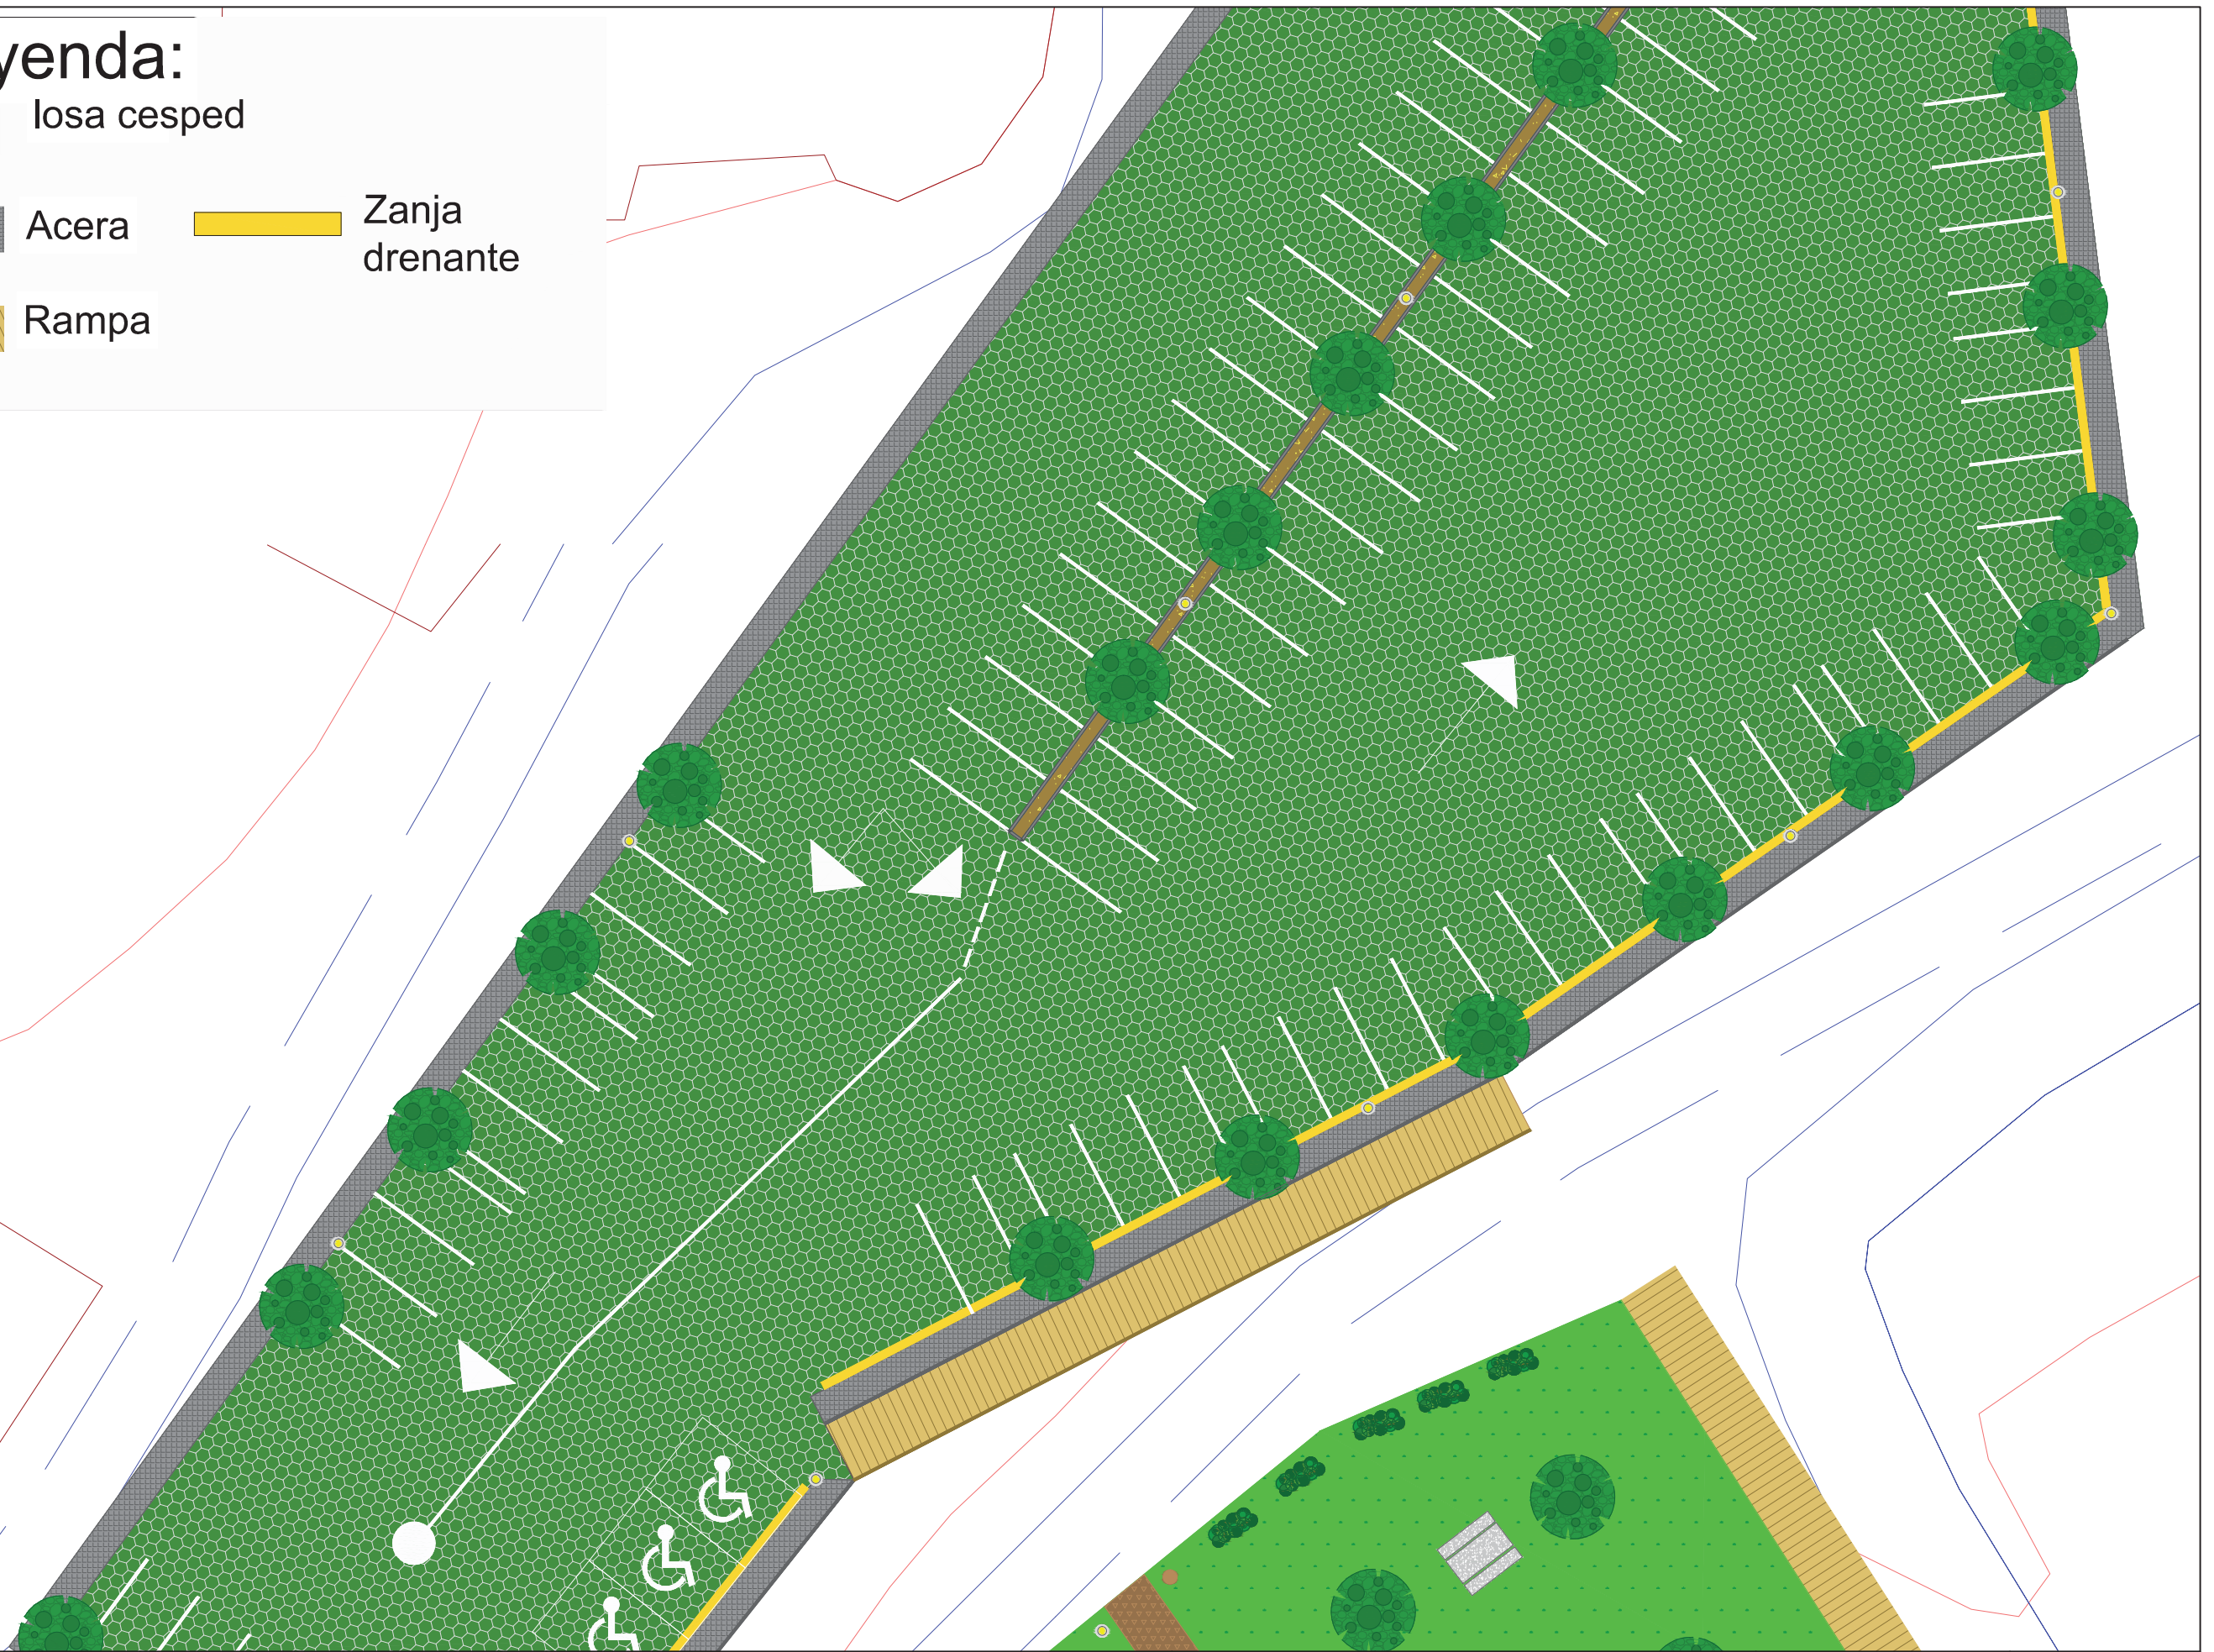 yenda:
losa cesped
Acera
Zanja
drenante
Rampa